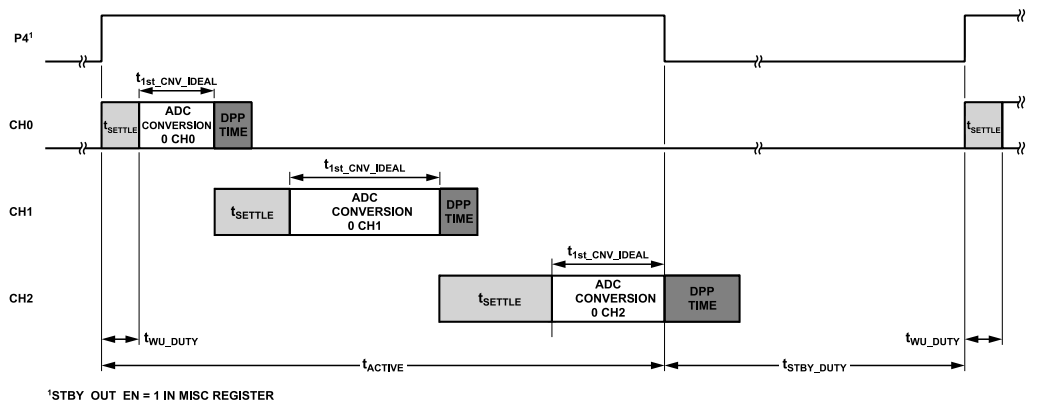 P4¹
t1st_CNV_IDEAL
CH0
tSETTLE
ADC
CONVERSION
0 CH0
DPP
TIME
tSETTLE
t1st_CNV_IDEAL
CH1
tSETTLE
ADC
CONVERSION
0 CH1
DPP
TIME
t1st_CNV_IDEAL
CH2
tSETTLE
ADC
CONVERSION
0 CH2
DPP
TIME
tWU_DUTY
tWU_DUTY
tACTIVE
tSTBY_DUTY
¹STBY_OUT_EN = 1 IN MISC REGISTER